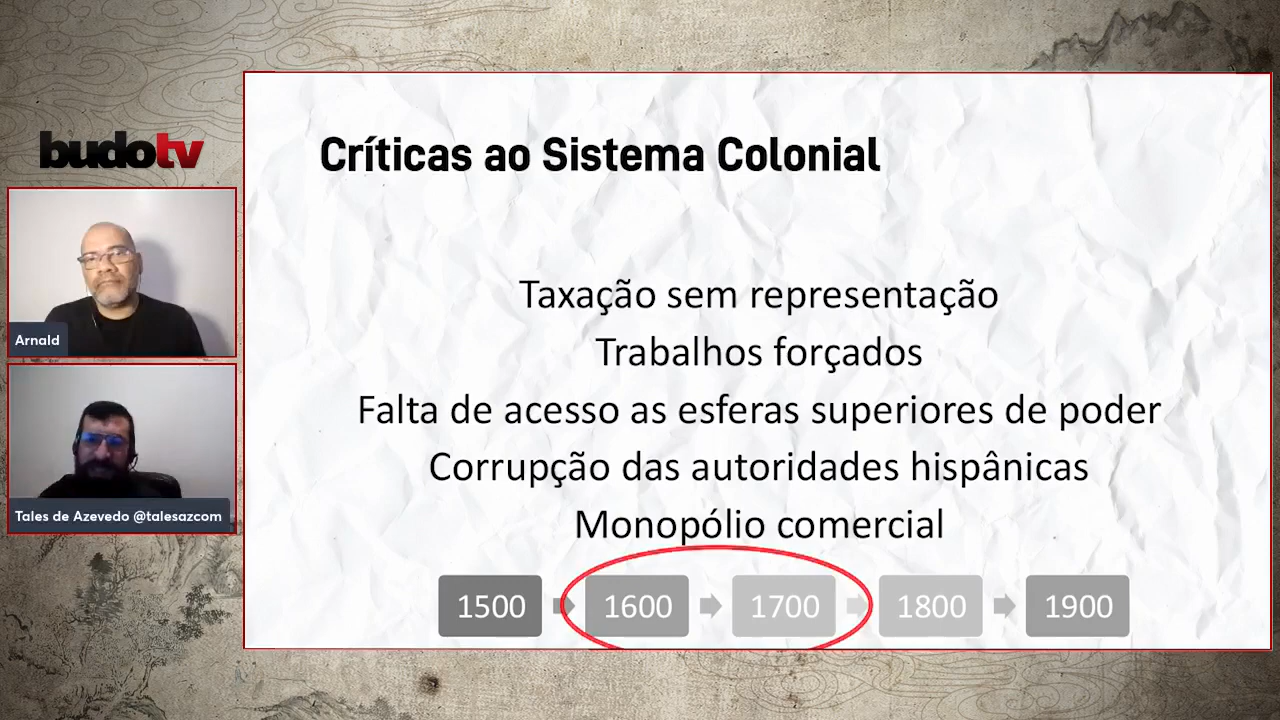 budotv
Arnald
Tales de Azevedo @talesazcom
Críticas ao Sistema Colonial
Taxação sem representação
Trabalhos forçados
Falta de acesso as esferas superiores de poder
Corrupção das autoridades hispânicas
Monopólio comercial
1500 1600 1700 1800 1900